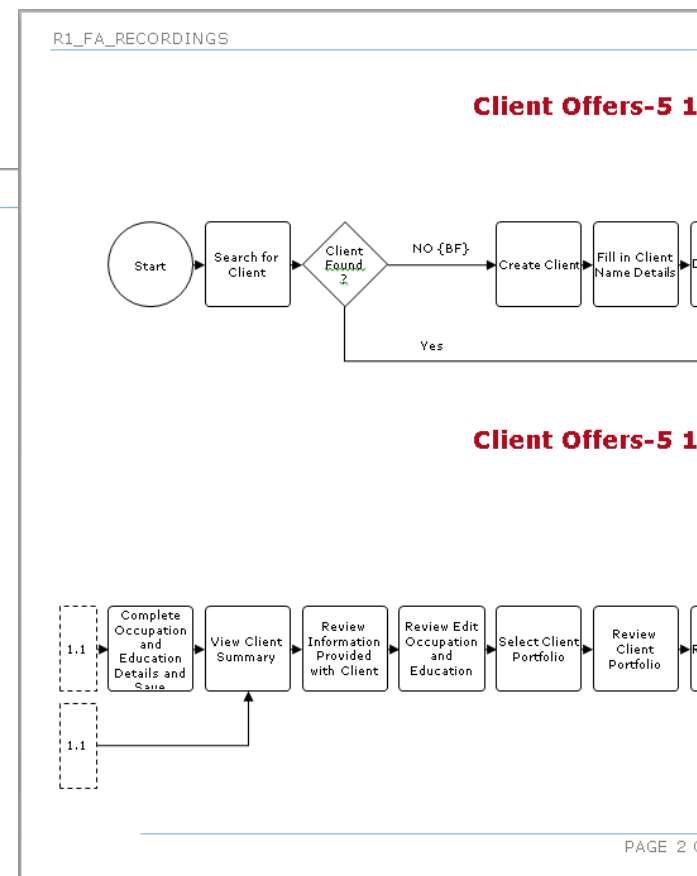 R1_FA_RECORDINGS
Client Offers-5 1
Start
Search for
Client
Client
Found
?
NO {BF}
Create Client
Fill in Client
Name Details
Yes
Client Offers-5 1
1.1
Complete
Occupation
and
Education
Details and
Save
View Client
Summary
Review
Information
Provided
with Client
Review Edit
Occupation
and
Education
Select Client
Portfolio
Review
Client
Portfolio
1.1
PAGE 2